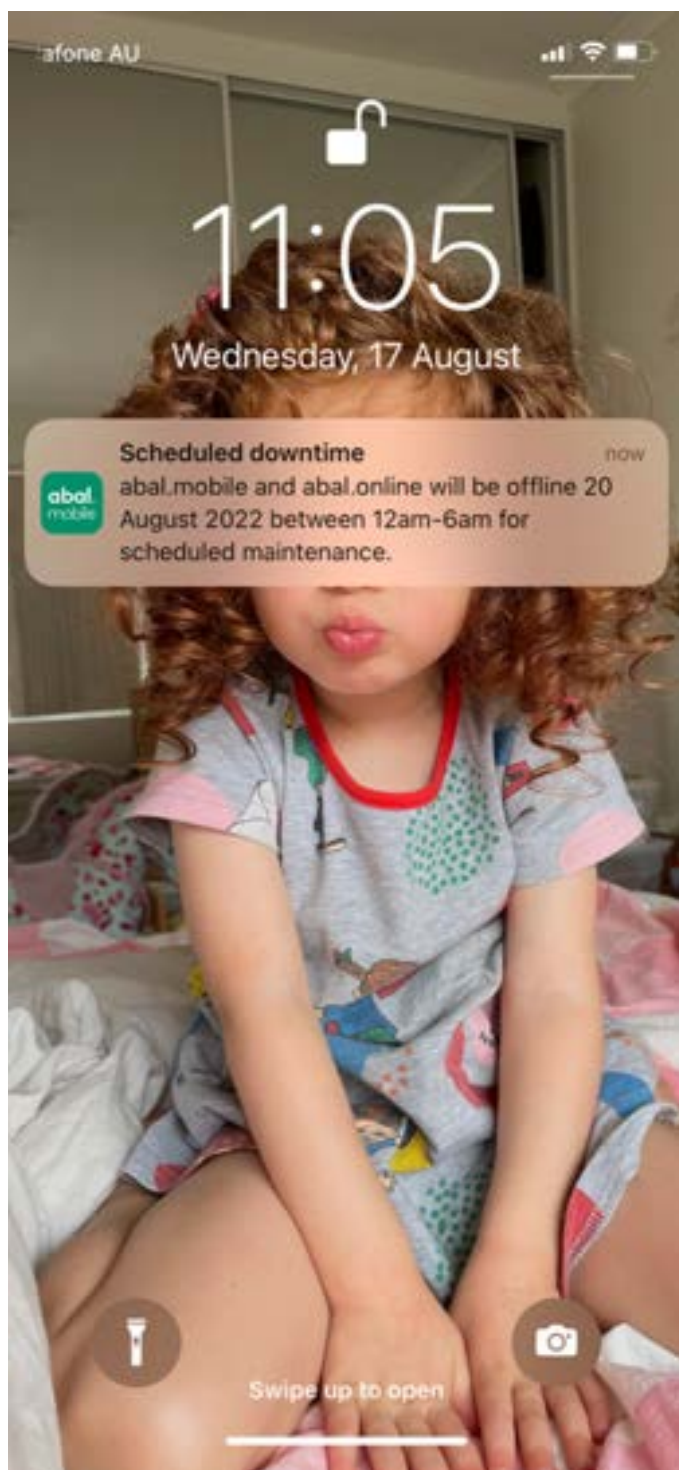 afone AU
11:05
Wednesday, 17 August
Scheduled downtime
now
abal.mobile and abal.online will be offline 20
August 2022 between 12am-6am for
scheduled maintenance.
abal.
mobile
Swipe up to open